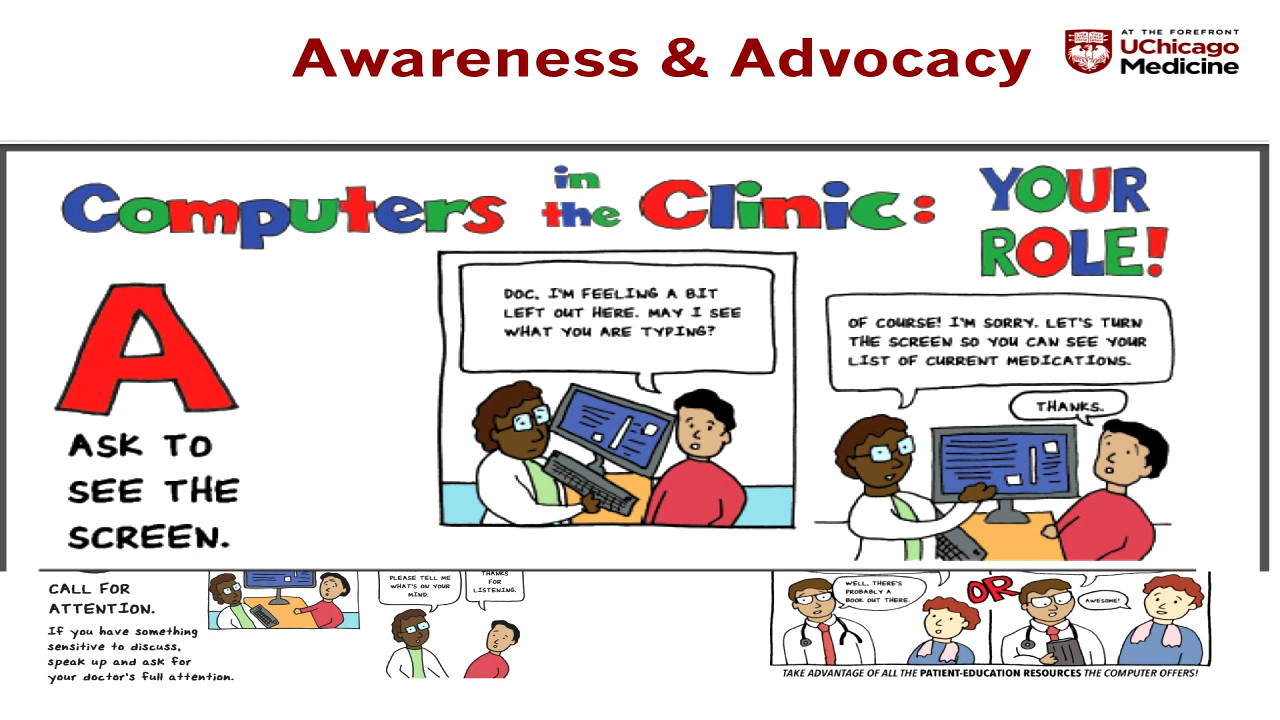 Awareness & Advocacy
AT THE FOREFRONT
UChicago
Medicine
Computers in the Clinic: YOUR ROLE!
A
ASK TO
SEE THE
SCREEN.
DOC, I'M FEELING A BIT
LEFT OUT HERE. MAY I SEE
WHAT YOU ARE TYPING?
OF COURSE! I'M SORRY. LET'S TURN
THE SCREEN SO YOU CAN SEE YOUR
LIST OF CURRENT MEDICATIONS.
THANKS.
CALL FOR
ATTENTION.
If you have something
sensitive to discuss,
speak up and ask for
your doctor's full attention.
PLEASE TELL ME
WHAT'S ON YOUR
MIND.
THANKS
FOR
LISTENING.
WELL, THERE'S
PROBABLY A
BOOK OUT THERE.
OR
AWESOME!
TAKE ADVANTAGE OF ALL THE PATIENT-EDUCATION RESOURCES THE COMPUTER OFFERS!